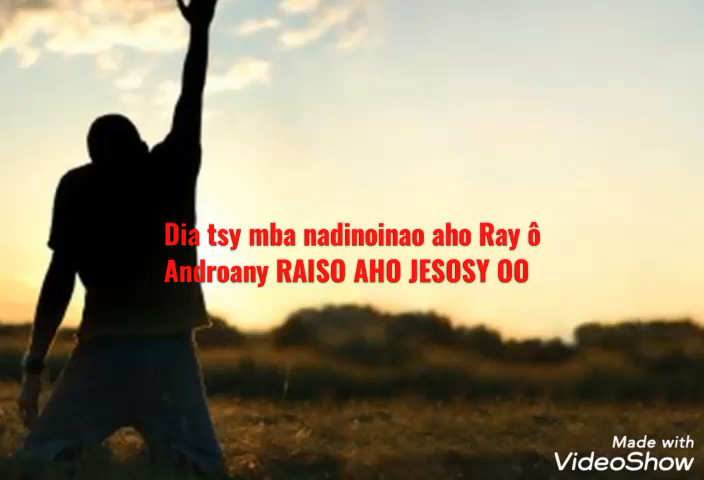 Dia tsy mba nadinoinao aho Ray ô
Androany RAISO AHO JESOSY OO
Made with
VideoShow